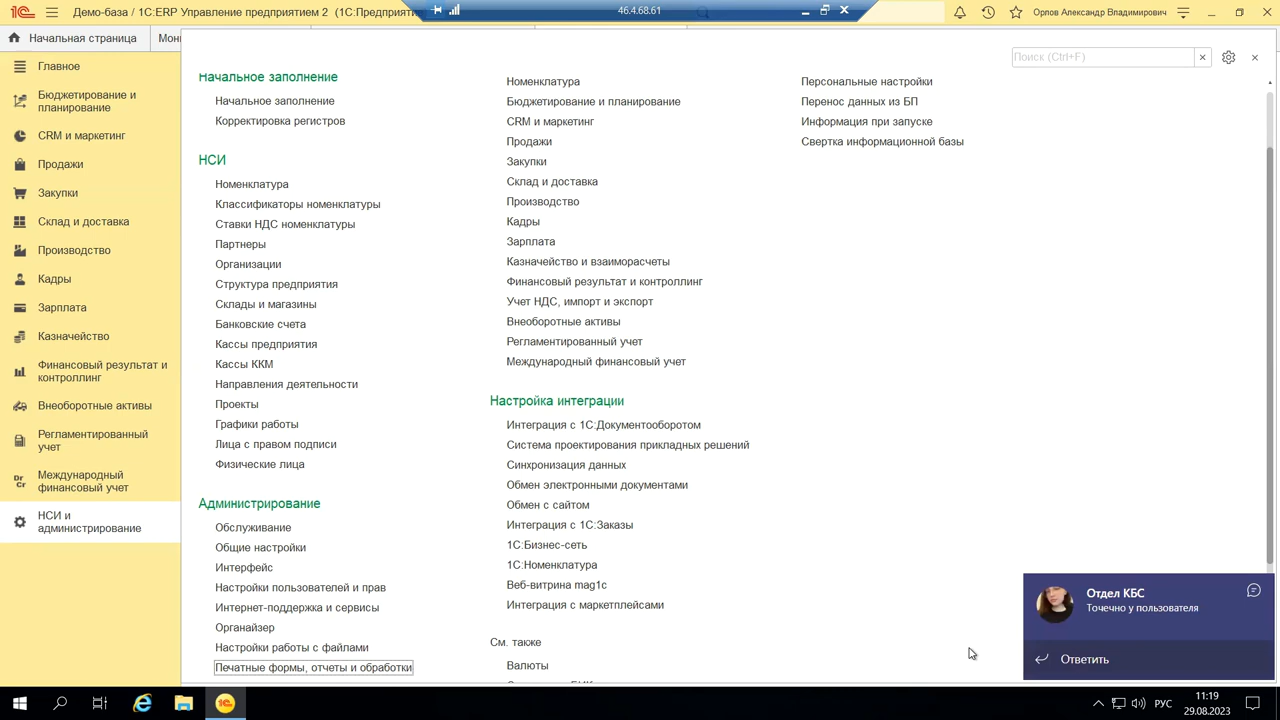 Демо-база / 1С:ERP Управление предприятием 2 (1С:Предприятие
46.4.68.61
Орлов Александр Владимирович
Начальная страница
Поиск (Ctrl+F)
Главное
Бюджетирование и
планирование
CRM и маркетинг
Продажи
Закупки
Склад и доставка
Производство
Кадры
Зарплата
Казначейство
Финансовый результат и
контроллинг
Внеоборотные активы
Регламентированный
учет
Международный
финансовый учет
НСИ и
администрирование
Начальное заполнение
Начальное заполнение
Корректировка регистров
НСИ
Номенклатура
Классификаторы номенклатуры
Ставки НДС номенклатуры
Партнеры
Организации
Структура предприятия
Склады и магазины
Банковские счета
Кассы предприятия
Кассы ККМ
Направления деятельности
Проекты
Графики работы
Лица с правом подписи
Физические лица
Администрирование
Обслуживание
Общие настройки
Интерфейс
Настройки пользователей и прав
Интернет-поддержка и сервисы
Органайзер
Настройки работы с файлами
Печатные формы, отчеты и обработки
Номенклатура
Бюджетирование и планирование
CRM и маркетинг
Продажи
Закупки
Склад и доставка
Производство
Кадры
Зарплата
Казначейство и взаиморасчеты
Финансовый результат и контроллинг
Учет НДС, импорт и экспорт
Внеоборотные активы
Регламентированный учет
Международный финансовый учет
Настройка интеграции
Интеграция с 1С:Документооборотом
Система проектирования прикладных решений
Синхронизация данных
Обмен электронными документами
Обмен с сайтом
Интеграция с 1С:Заказы
1С:Бизнес-сеть
1С:Номенклатура
Веб-витрина mag1c
Интеграция с маркетплейсами
См. также
Валюты
Персональные настройки
Перенос данных из БП
Информация при запуске
Свертка информационной базы
Отдел КБС
Точечно у пользователя
Ответить
РУС
11:19
29.08.2023